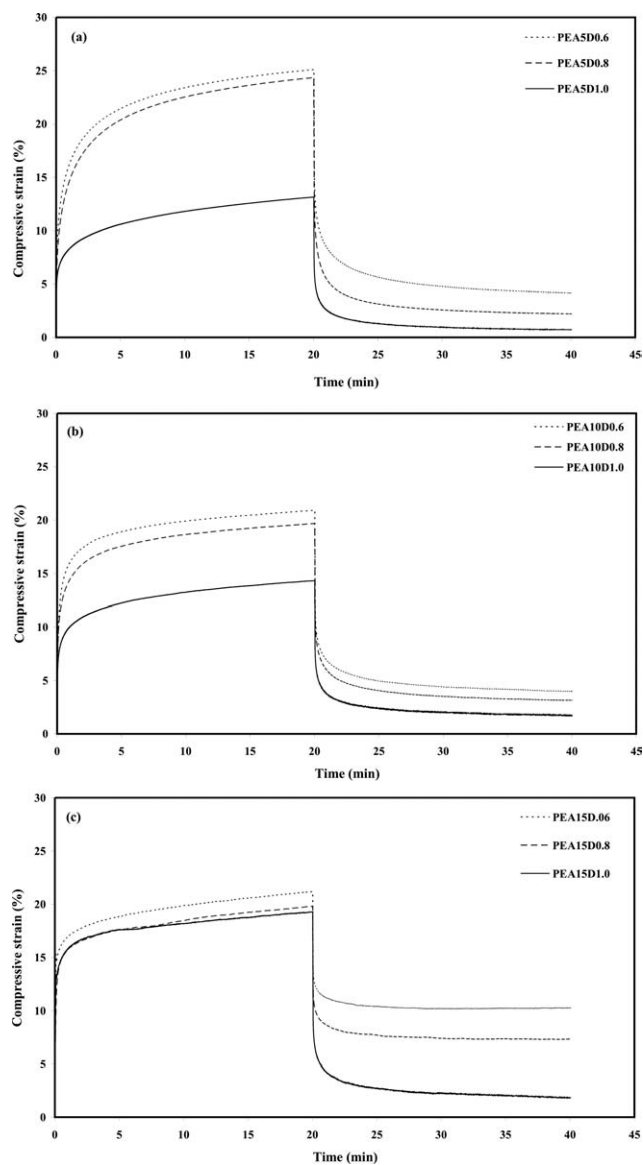 (a)
PEA5D0.6
PEA5D0.8
PEA5D1.0
Compressive strain (%)
30
25
20
15
10
5
0
0 5 10 15 20 25 30 35 40 45
Time (min)
(b)
PEA10D0.6
PEA10D0.8
PEA10D1.0
Compressive strain (%)
30
25
20
15
10
5
0
0 5 10 15 20 25 30 35 40 45
Time (min)
(c)
PEA15D.06
PEA15D0.8
PEA15D1.0
Compressive strain (%)
30
25
20
15
10
5
0
0 5 10 15 20 25 30 35 40 45
Time (min)